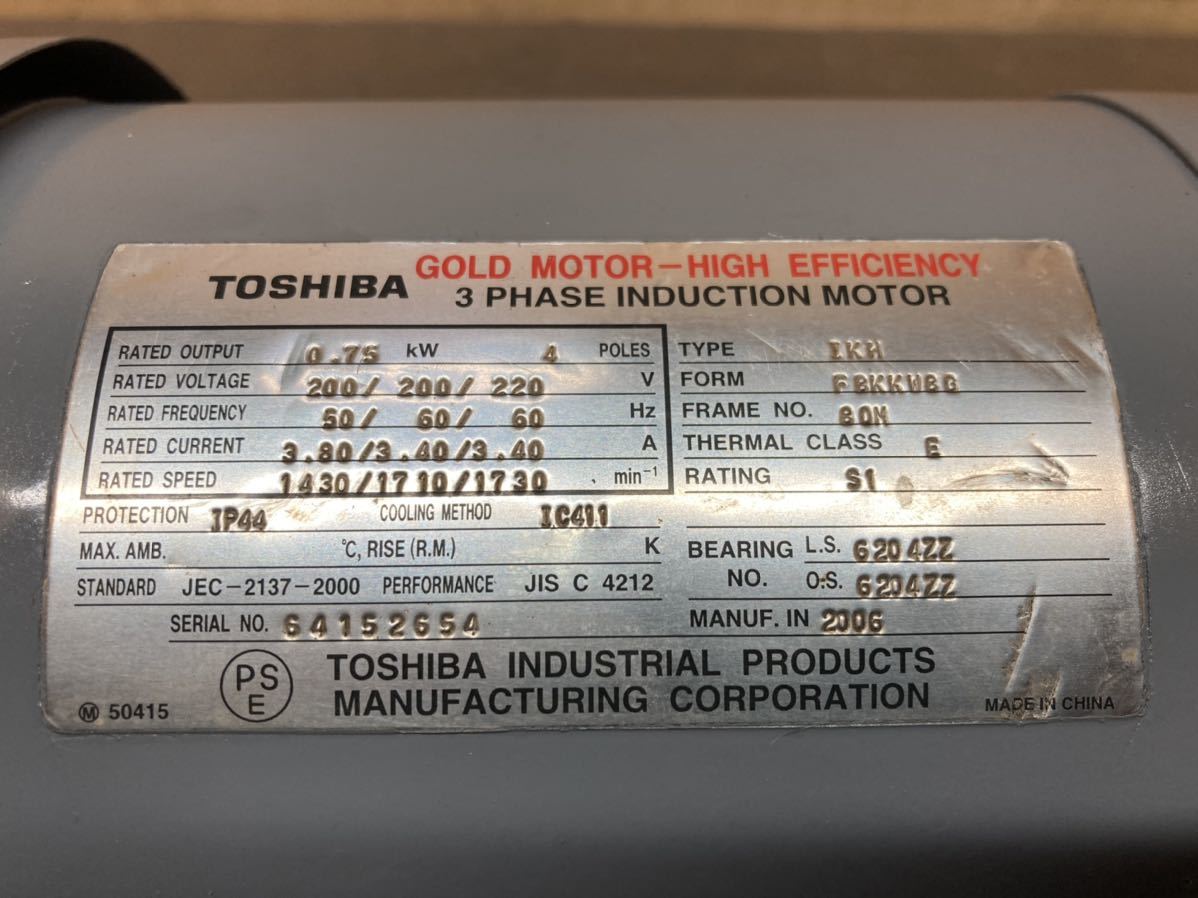 TOSHIBA GOLD MOTOR-HIGH EFFICIENCY
3 PHASE INDUCTION MOTOR
RATED OUTPUT 0.75 kW 4 POLES
RATED VOLTAGE 200/ 200/ 220 V
RATED FREQUENCY 50/ 60/ 60 Hz
RATED CURRENT 3.80/3.40/3.40 A
RATED SPEED 1430/1710/1730 min⁻¹
PROTECTION IP44 COOLING METHOD IC411
MAX. AMB. °C, RISE (R.M.) K
STANDARD JEC-2137-2000 PERFORMANCE JIS C 4212
SERIAL NO. 64152654
TYPE IKH
FORM
FRAME NO. 80M
THERMAL CLASS E
RATING S1
BEARING L.S. 6204ZZ
NO. O.S. 6204ZZ
MANUF. IN 2006
PS
E
TOSHIBA INDUSTRIAL PRODUCTS
MANUFACTURING CORPORATION
Ⓜ 50415
MADE IN CHINA